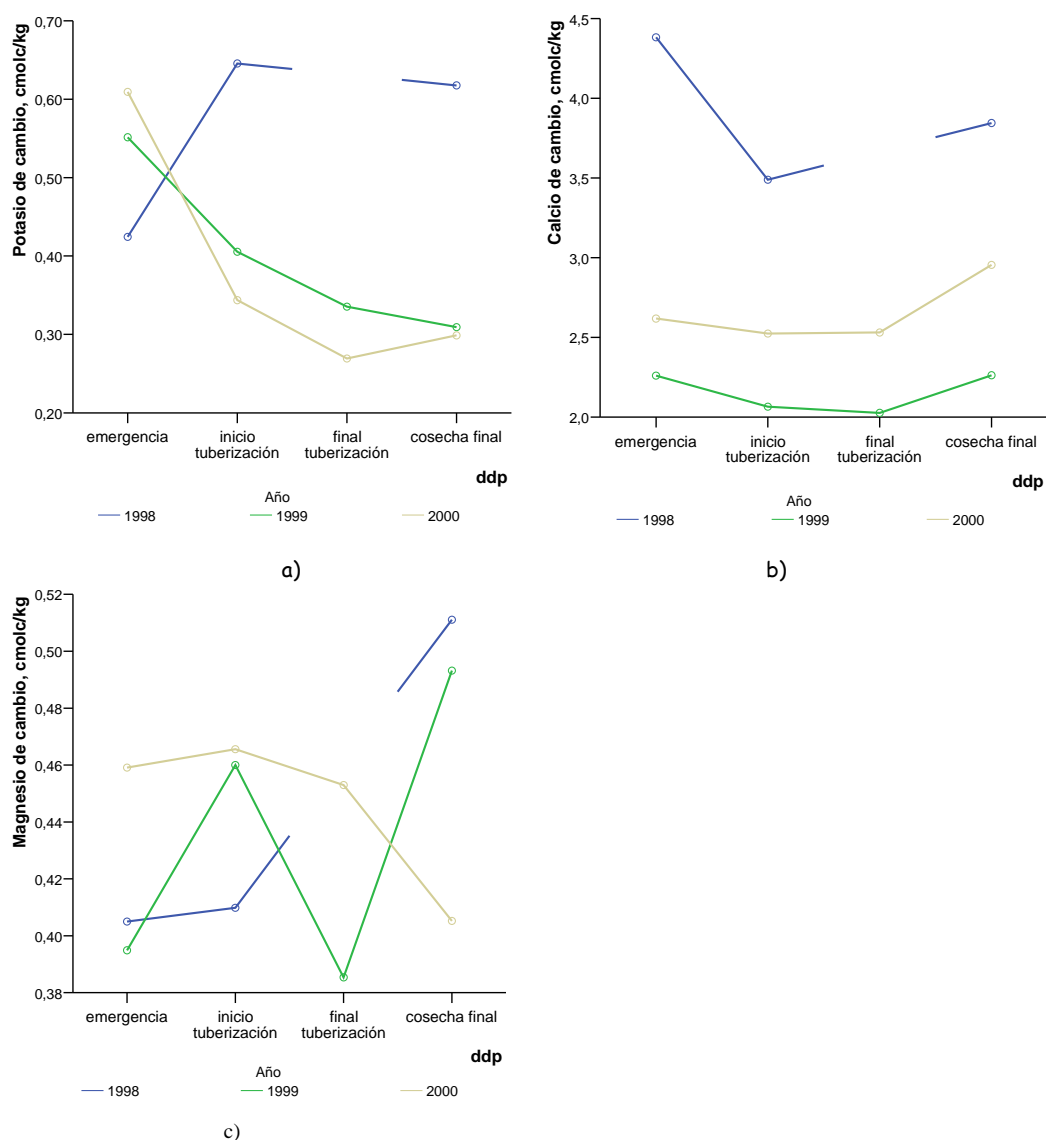 Potasio de cambio, cmolc/kg
0,70
0,60
0,50
0,40
0,30
0,20
emergencia
inicio
tuberización
final
tuberización
cosecha final
ddp
Año
1998
1999
2000
a)
Calcio de cambio, cmolc/kg
4,5
4,0
3,5
3,0
2,5
2,0
emergencia
inicio
tuberización
final
tuberización
cosecha final
ddp
Año
1998
1999
2000
b)
Magnesio de cambio, cmolc/kg
0,52
0,50
0,48
0,46
0,44
0,42
0,40
0,38
emergencia
inicio
tuberización
final
tuberización
cosecha final
ddp
Año
1998
1999
2000
c)